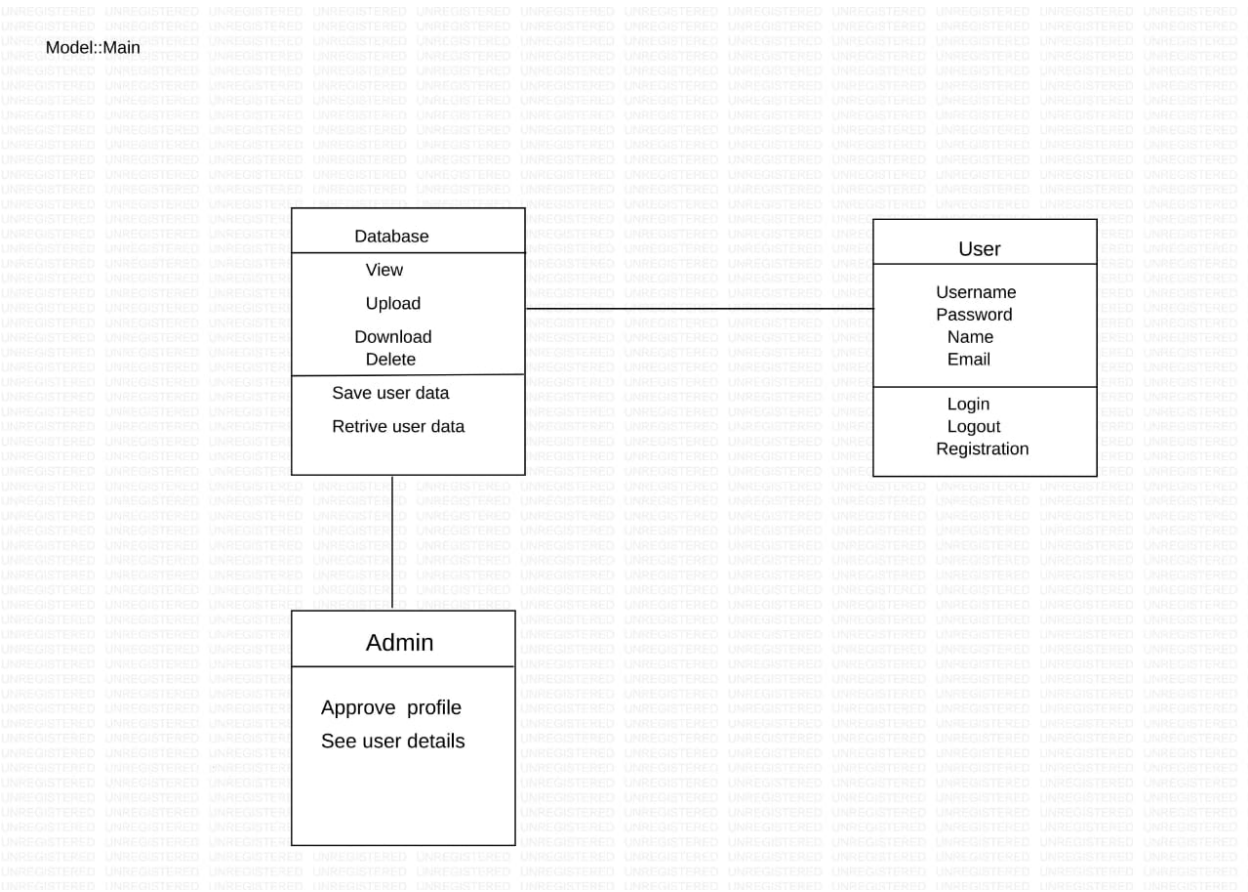 Model::Main
Database
View
Upload
Download
Delete
Save user data
Retrive user data
User
Username
Password
Name
Email
Login
Logout
Registration
Admin
Approve profile
See user details
UNREGISTERED